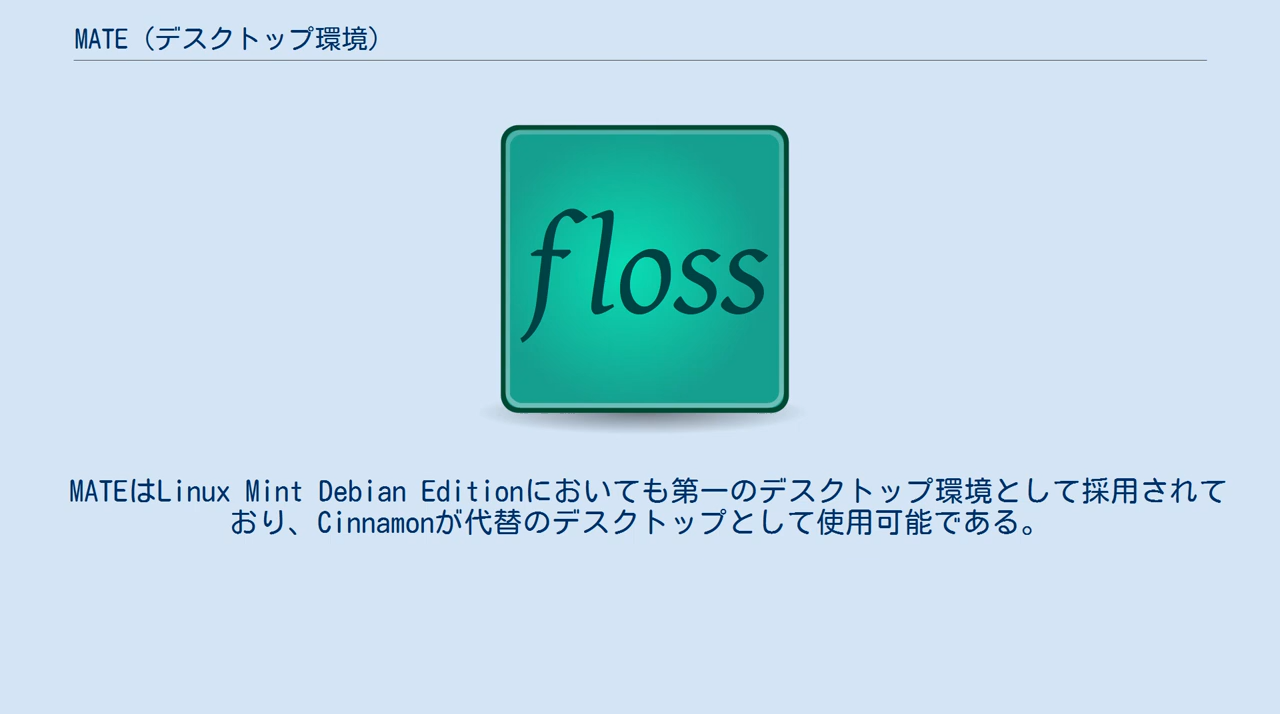 MATE（デスクトップ環境）
floss
MATEはLinux Mint Debian Editionにおいても第一のデスクトップ環境として採用されて
おり、Cinnamonが代替のデスクトップとして使用可能である。